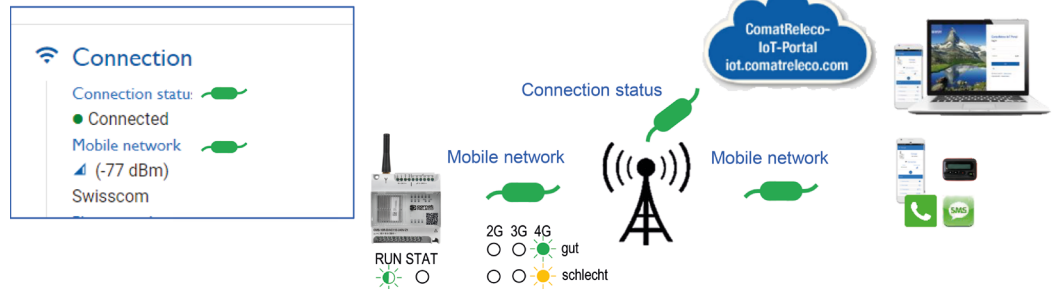 Connection
Connection statu
Connected
Mobile network
(-77 dBm)
Swisscom
ComatReleco-
IoT-Portal
iot.comatreleco.com
Connection status
Mobile network
Mobile network
2G 3G 4G
gut
RUN STAT
schlecht
SMS